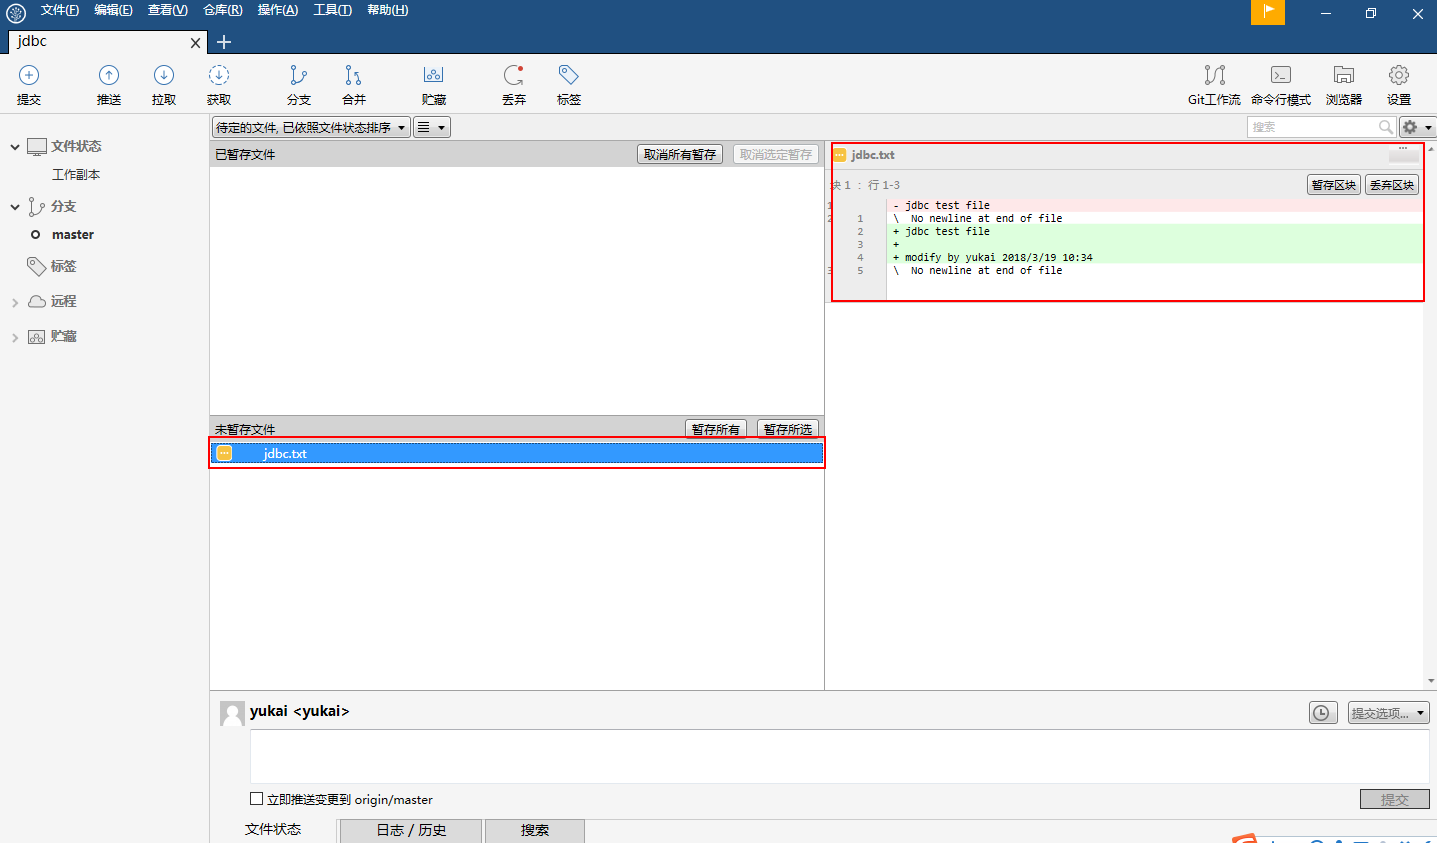 文件(F) 编辑(E) 查看(V) 仓库(R) 操作(A) 工具(T) 帮助(H)
jdbc
提交 推送 拉取 获取 分支 合并 贮藏 丢弃 标签 Git工作流 命令行模式 浏览器 设置
待定的文件, 已依照文件状态排序
搜索
文件状态
工作副本
分支
master
标签
远程
贮藏
已暂存文件 取消所有暂存 取消选定暂存
未暂存文件 暂存所有 暂存所选
jdbc.txt
jdbc.txt
块 1 : 行 1-3 暂存区块 丢弃区块
1 - jdbc test file
2 1 \ No newline at end of file
2 + jdbc test file
3 +
4 + modify by yukai 2018/3/19 10:34
3 5 \ No newline at end of file
yukai <yukai>
提交选项...
立即推送变更到 origin/master
提交
文件状态 日志 / 历史 搜索